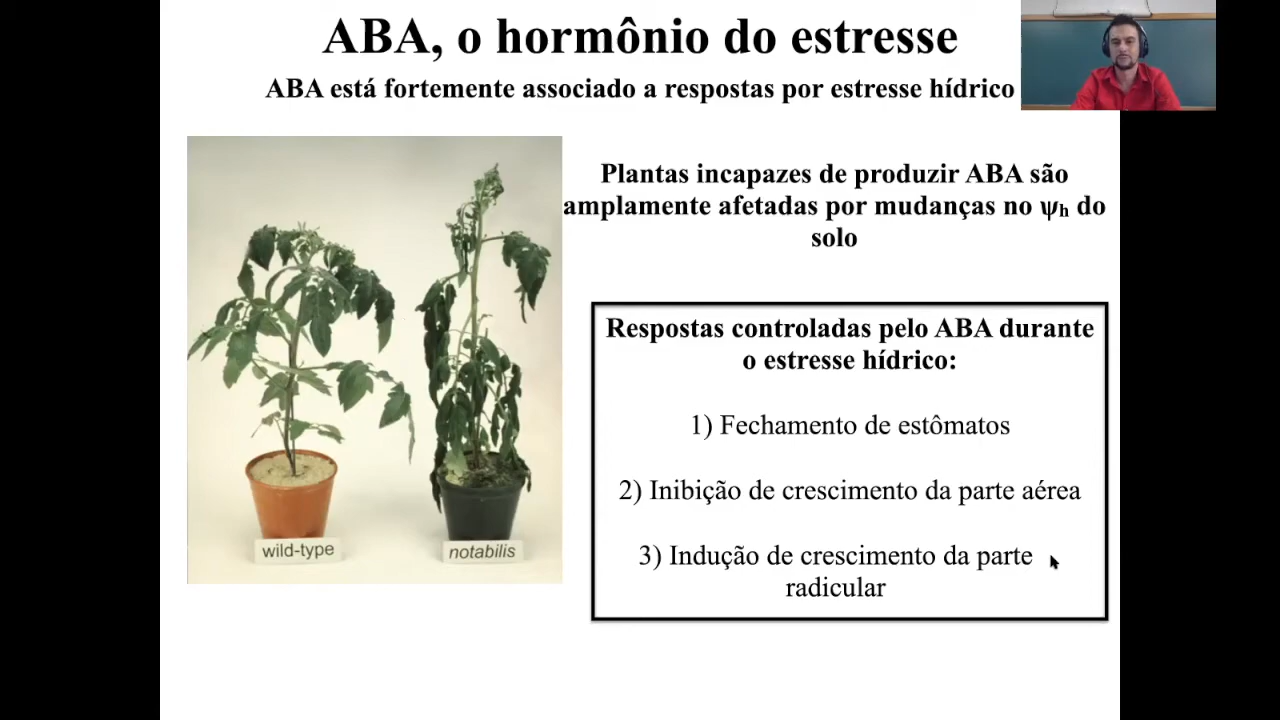 ABA, o hormônio do estresse
ABA está fortemente associado a respostas por estresse hídrico
Plantas incapazes de produzir ABA são
amplamente afetadas por mudanças no ψₕ do
solo
Respostas controladas pelo ABA durante
o estresse hídrico:
1) Fechamento de estômatos
2) Inibição de crescimento da parte aérea
3) Indução de crescimento da parte
radicular
wild-type
notabilis